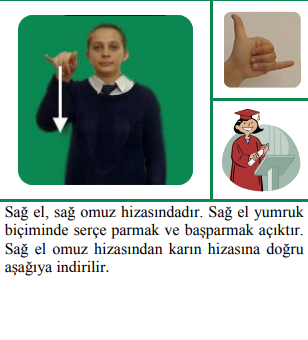 Sağ el, sağ omuz hizasındadır. Sağ el yumruk
biçiminde serçe parmak ve başparmak açıktır.
Sağ el omuz hizasından karın hizasına doğru
aşağıya indirilir.